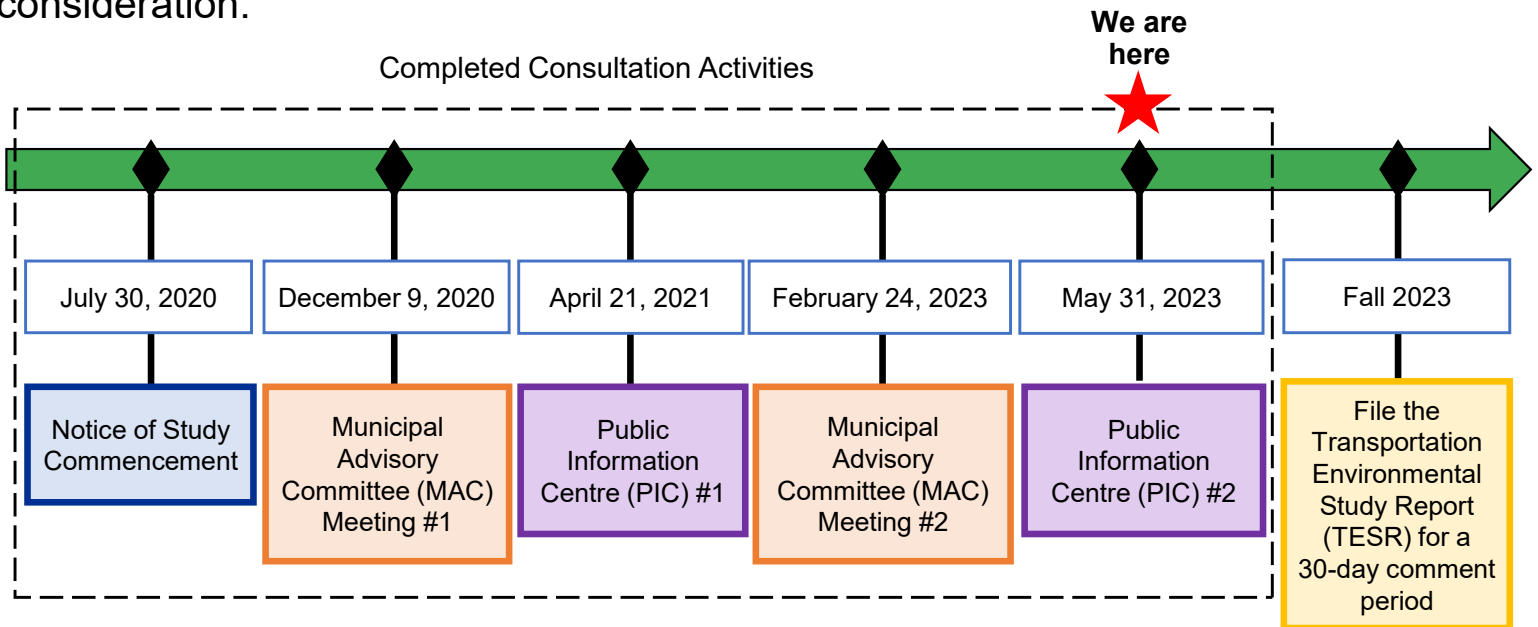 consideration.
We are
here
Completed Consultation Activities
July 30, 2020
December 9, 2020
April 21, 2021
February 24, 2023
May 31, 2023
Fall 2023
Notice of Study
Commencement
Municipal
Advisory
Committee (MAC)
Meeting #1
Public
Information
Centre (PIC) #1
Municipal
Advisory
Committee (MAC)
Meeting #2
Public
Information
Centre (PIC) #2
File the
Transportation
Environmental
Study Report
(TESR) for a
30-day comment
period